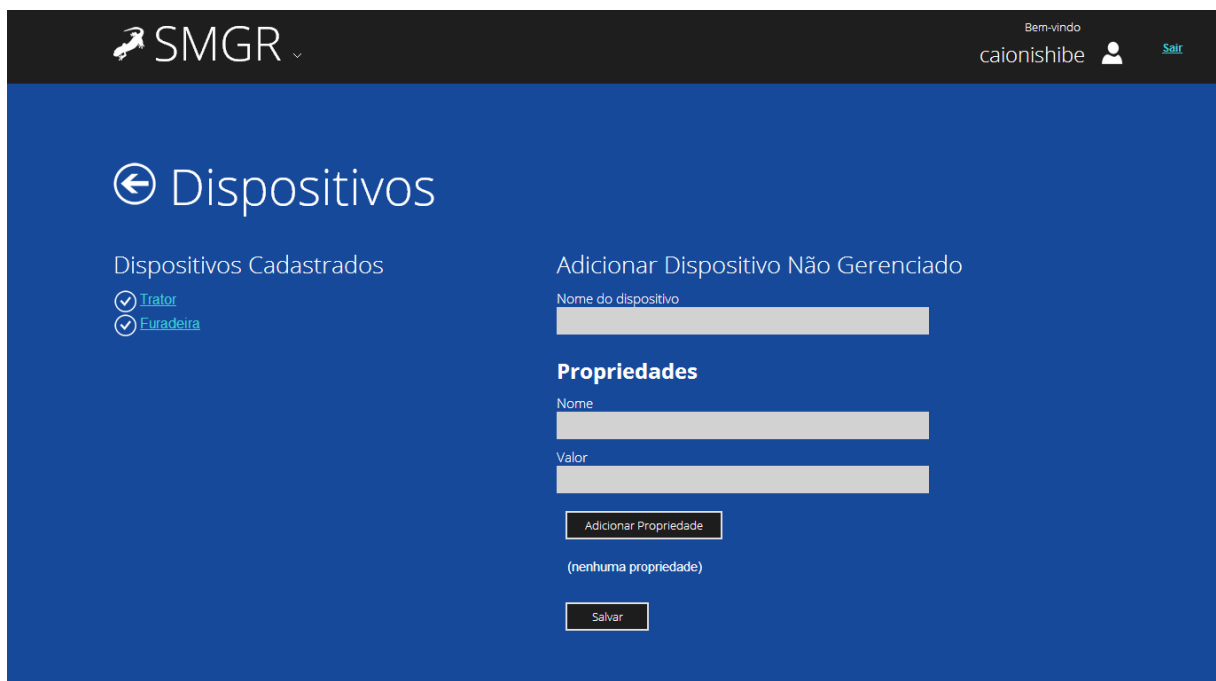 SMGR
Bem-vindo
caionishibe
Sair
Dispositivos
Dispositivos Cadastrados
Trator
Furadeira
Adicionar Dispositivo Não Gerenciado
Nome do dispositivo
Propriedades
Nome
Valor
Adicionar Propriedade
(nenhuma propriedade)
Salvar